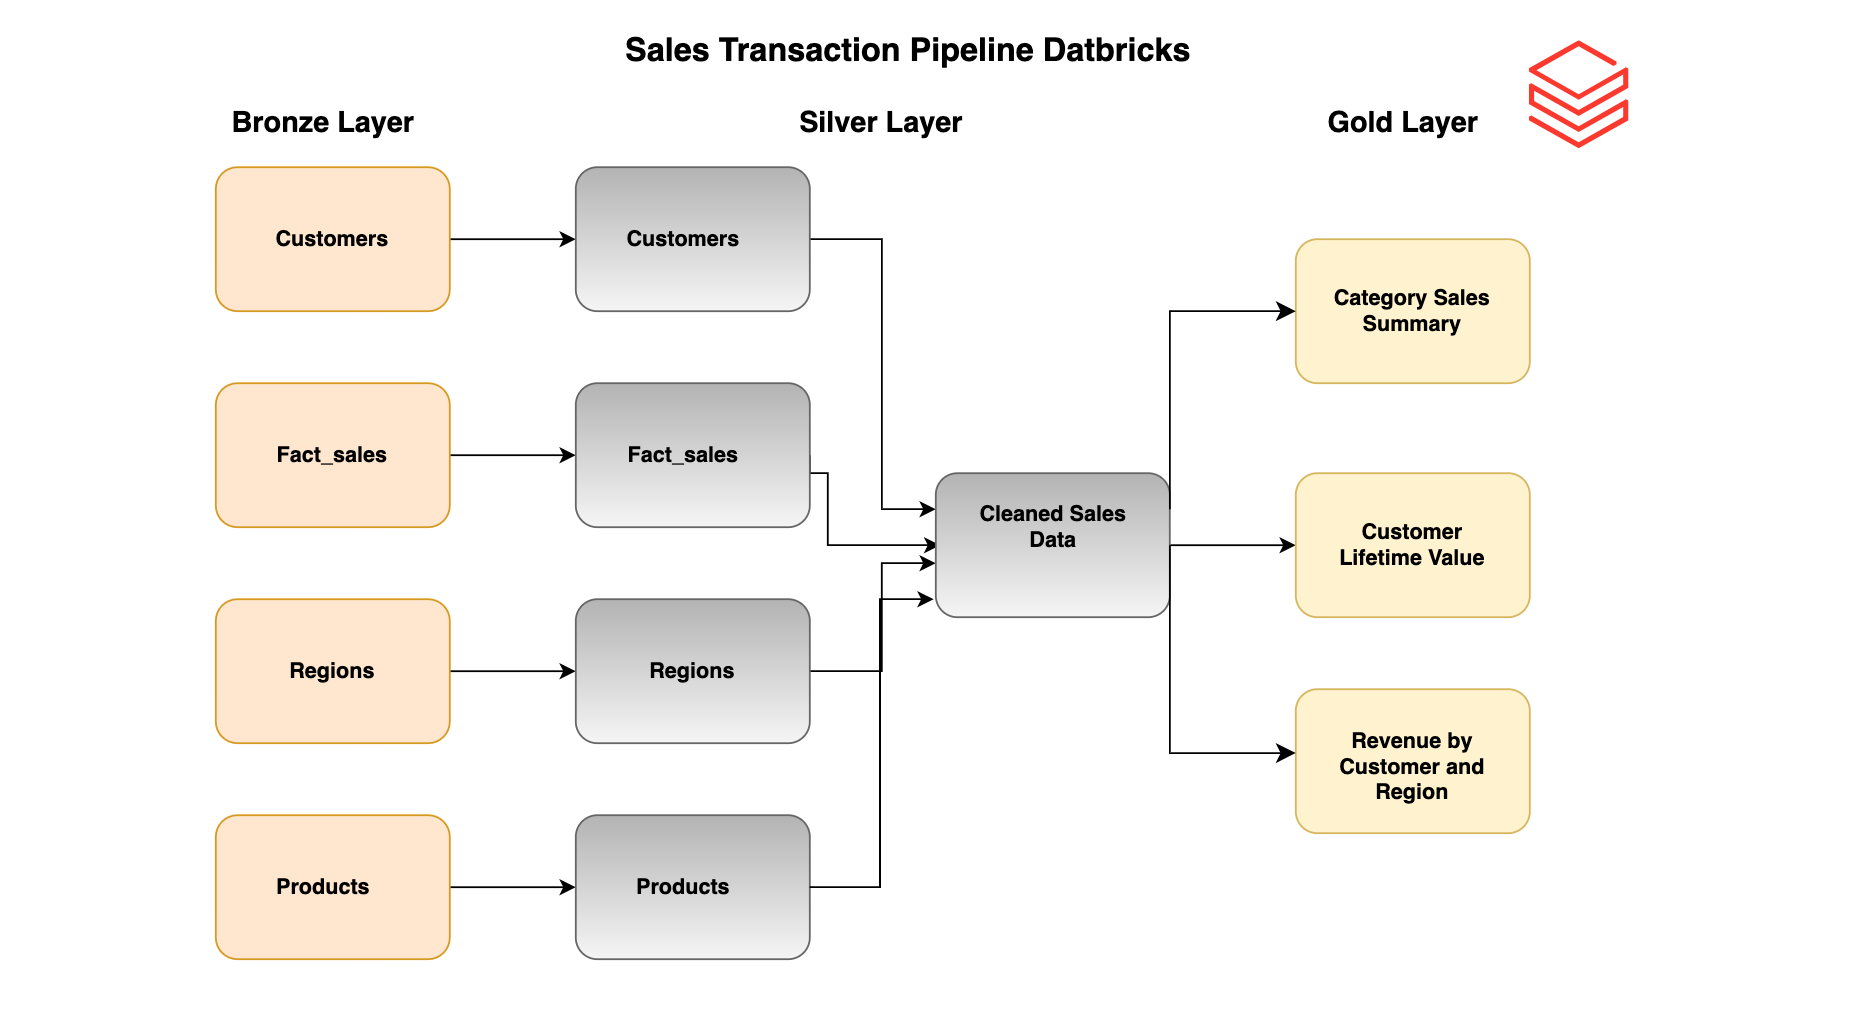 Sales Transaction Pipeline Datbricks
Bronze Layer
Silver Layer
Gold Layer
Customers
Customers
Category Sales
Summary
Fact_sales
Fact_sales
Cleaned Sales
Data
Customer
Lifetime Value
Regions
Regions
Revenue by
Customer and
Region
Products
Products